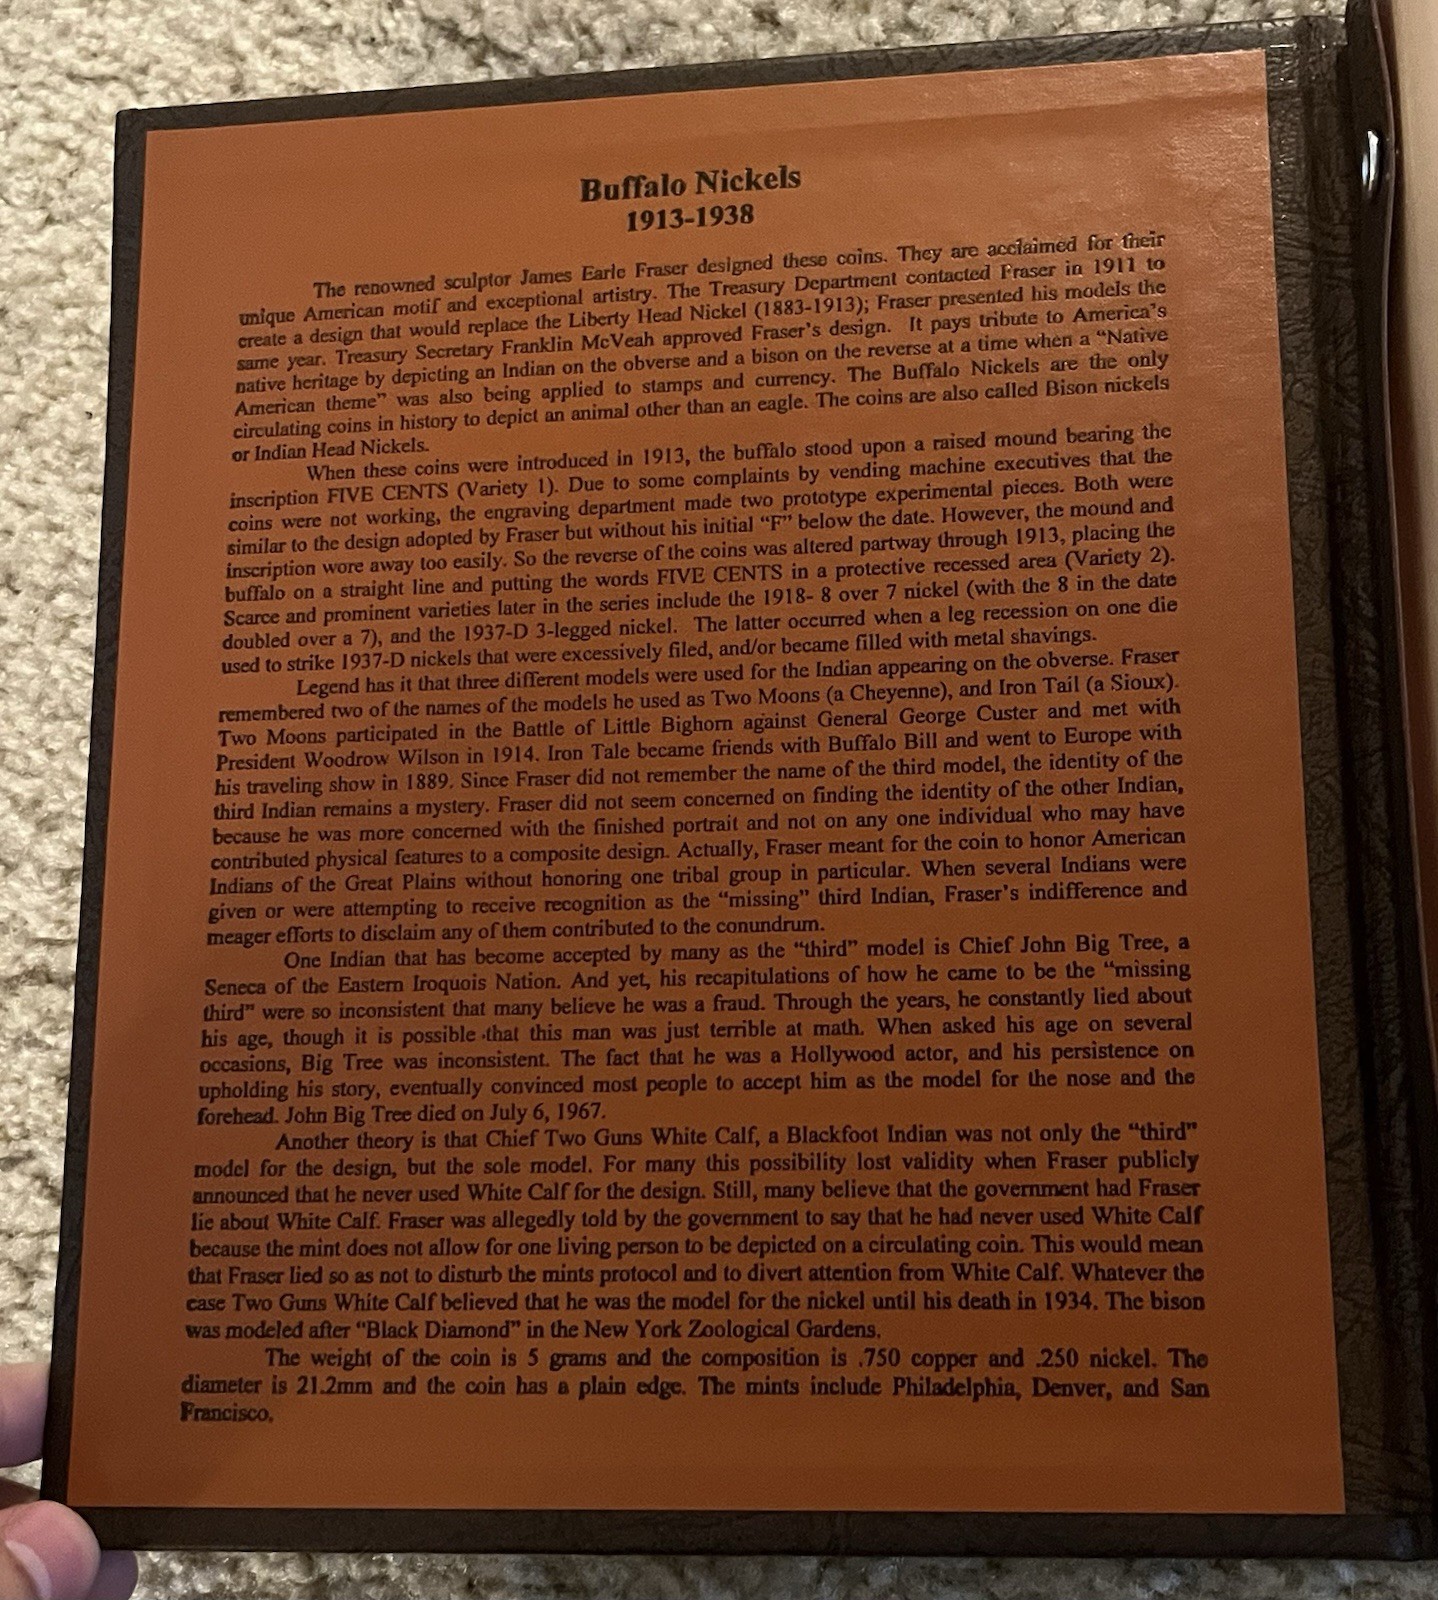 Buffalo Nickels
1913-1938
The renowned sculptor James Earle Fraser designed these coins. They are acclaimed for their
unique American motif and exceptional artistry. The Treasury Department contacted Fraser in 1911 to
create a design that would replace the Liberty Head Nickel (1883-1913); Fraser presented his models the
same year. Treasury Secretary Franklin McVeah approved Fraser's design. It pays tribute to America's
native heritage by depicting an Indian on the obverse and a bison on the reverse at a time when a "Native
American theme" was also being applied to stamps and currency. The Buffalo Nickels are the only
circulating coins in history to depict an animal other than an eagle. The coins are also called Bison nickels
or Indian Head Nickels.
When these coins were introduced in 1913, the buffalo stood upon a raised mound bearing the
inscription FIVE CENTS (Variety 1). Due to some complaints by vending machine executives that the
coins were not working, the engraving department made two prototype experimental pieces. Both were
similar to the design adopted by Fraser but without his initial "F" below the date. However, the mound and
inscription wore away too easily. So the reverse of the coins was altered partway through 1913, placing the
buffalo on a straight line and putting the words FIVE CENTS in a protective recessed area (Variety 2).
Scarce and prominent varieties later in the series include the 1918- 8 over 7 nickel (with the 8 in the date
doubled over a 7), and the 1937-D 3-legged nickel. The latter occurred when a leg recession on one die
used to strike 1937-D nickels that were excessively filed, and/or became filled with metal shavings.
Legend has it that three different models were used for the Indian appearing on the obverse. Fraser
remembered two of the names of the models he used as Two Moons (a Cheyenne), and Iron Tail (a Sioux).
Two Moons participated in the Battle of Little Bighorn against General George Custer and met with
President Woodrow Wilson in 1914. Iron Tale became friends with Buffalo Bill and went to Europe with
his traveling show in 1889. Since Fraser did not remember the name of the third model, the identity of the
third Indian remains a mystery. Fraser did not seem concerned on finding the identity of the other Indian,
because he was more concerned with the finished portrait and not on any one individual who may have
contributed physical features to a composite design. Actually, Fraser meant for the coin to honor American
Indians of the Great Plains without honoring one tribal group in particular. When several Indians were
given or were attempting to receive recognition as the "missing" third Indian, Fraser's indifference and
meager efforts to disclaim any of them contributed to the conundrum.
One Indian that has become accepted by many as the "third" model is Chief John Big Tree, a
Seneca of the Eastern Iroquois Nation. And yet, his recapitulations of how he came to be the "missing
third" were so inconsistent that many believe he was a fraud. Through the years, he constantly lied about
his age, though it is possible that this man was just terrible at math. When asked his age on several
occasions, Big Tree was inconsistent. The fact that he was a Hollywood actor, and his persistence on
upholding his story, eventually convinced most people to accept him as the model for the nose and the
forehead. John Big Tree died on July 6, 1967.
Another theory is that Chief Two Guns White Calf, a Blackfoot Indian was not only the "third"
model for the design, but the sole model. For many this possibility lost validity when Fraser publicly
announced that he never used White Calf for the design. Still, many believe that the government had Fraser
lie about White Calf. Fraser was allegedly told by the government to say that he had never used White Calf
because the mint does not allow for one living person to be depicted on a circulating coin. This would mean
that Fraser lied so as not to disturb the mints protocol and to divert attention from White Calf. Whatever the
case Two Guns White Calf believed that he was the model for the nickel until his death in 1934. The bison
was modeled after "Black Diamond" in the New York Zoological Gardens.
The weight of the coin is 5 grams and the composition is .750 copper and .250 nickel. The
diameter is 21.2mm and the coin has a plain edge. The mints include Philadelphia, Denver, and San
Francisco.